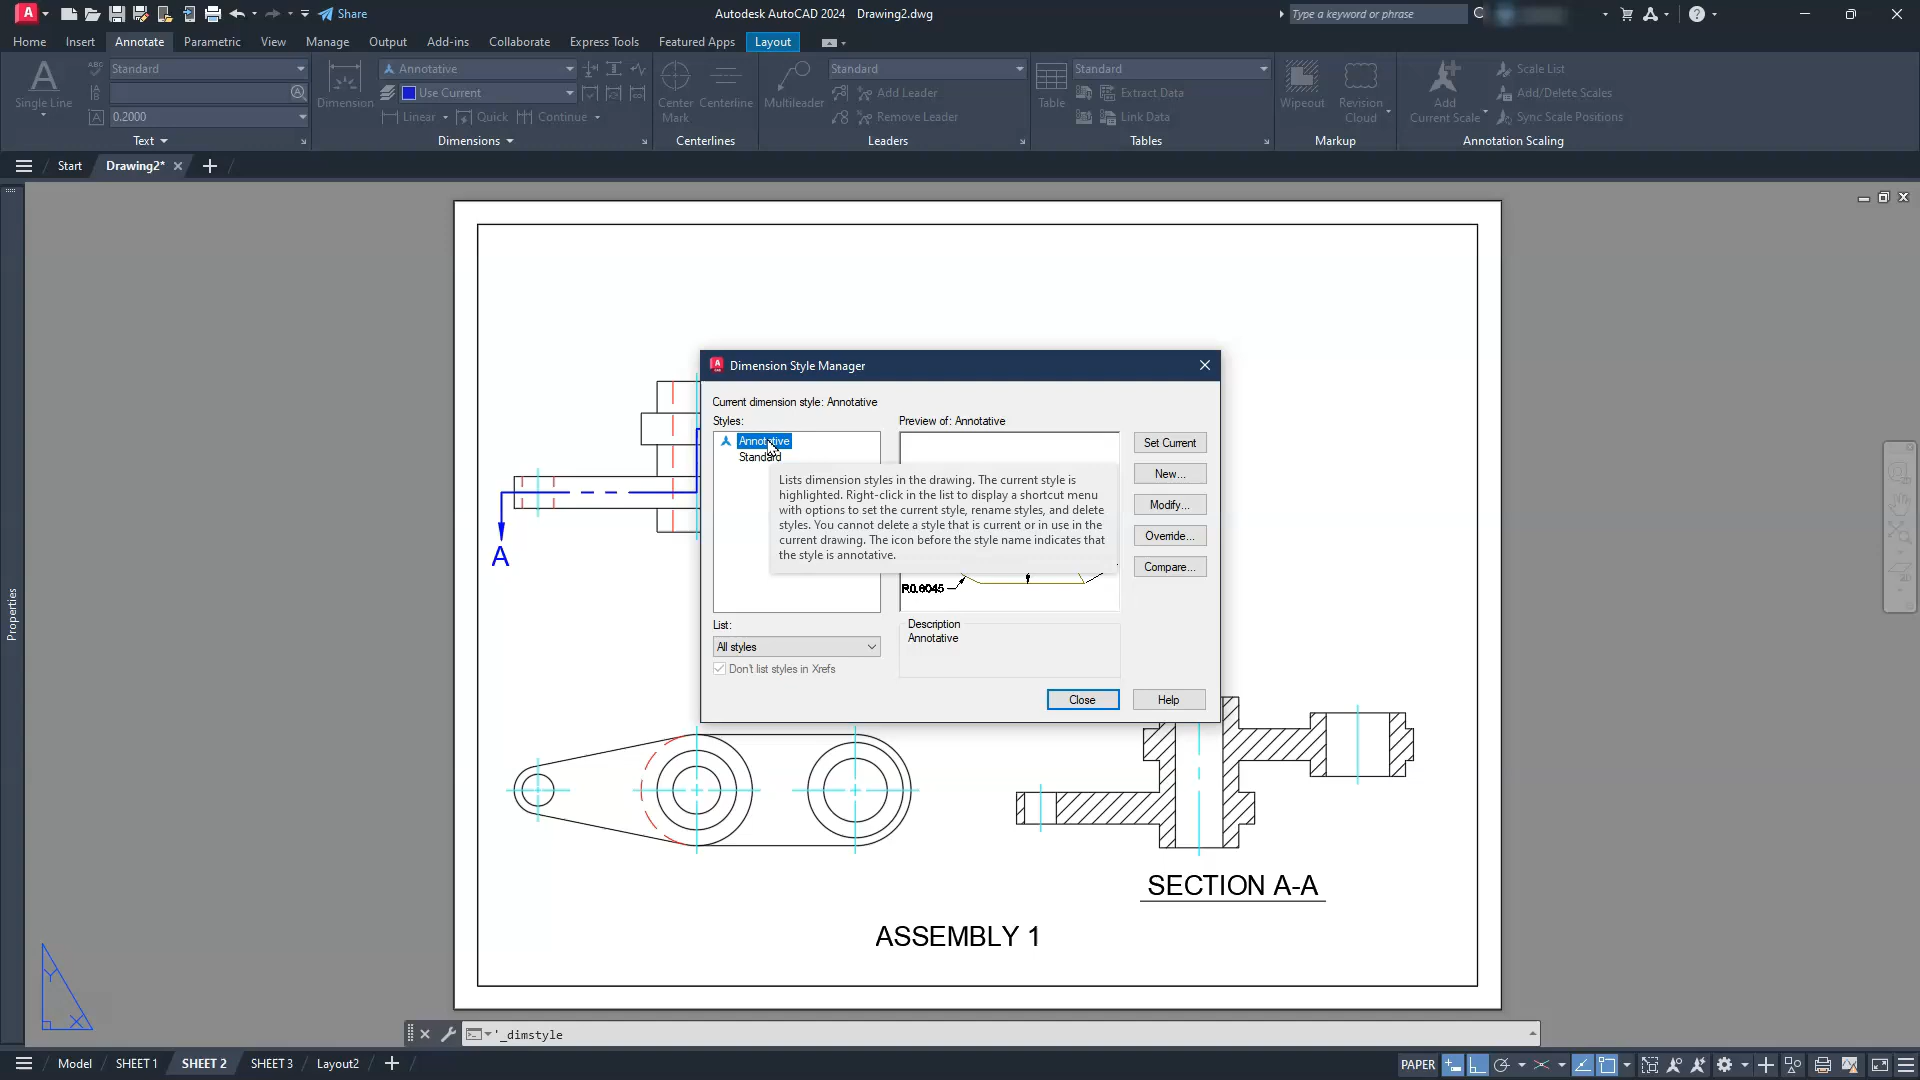 Share
Autodesk AutoCAD 2024 Drawing2.dwg
Type a keyword or phrase
Home Insert Annotate Parametric View Manage Output Add-ins Collaborate Express Tools Featured Apps Layout
Standard Annotative Standard Standard Scale List
Use Current Add Leader Extract Data Add/Delete Scales
Single Line Dimension Center Mark Centerline Multileader Table Wipeout Revision Cloud Add Current Scale
0.2000 Linear Quick Continue Remove Leader Link Data Sync Scale Positions
Text Dimensions Centerlines Leaders Tables Markup Annotation Scaling
Start Drawing2*
Properties
Dimension Style Manager
Current dimension style: Annotative
Styles: Preview of: Annotative
Annotative Set Current
Standard
New...
Lists dimension styles in the drawing. The current style is
highlighted. Right-click in the list to display a shortcut menu
with options to set the current style, rename styles, and delete
styles. You cannot delete a style that is current or in use in the
current drawing. The icon before the style name indicates that
the style is annotative.
Modify...
Override...
Compare...
R0.6045
List: Description
Annotative
All styles
Don't list styles in Xrefs
Close Help
A
SECTION A-A
ASSEMBLY 1
Y
X
'_dimstyle
Model SHEET 1 SHEET 2 SHEET 3 Layout2
PAPER